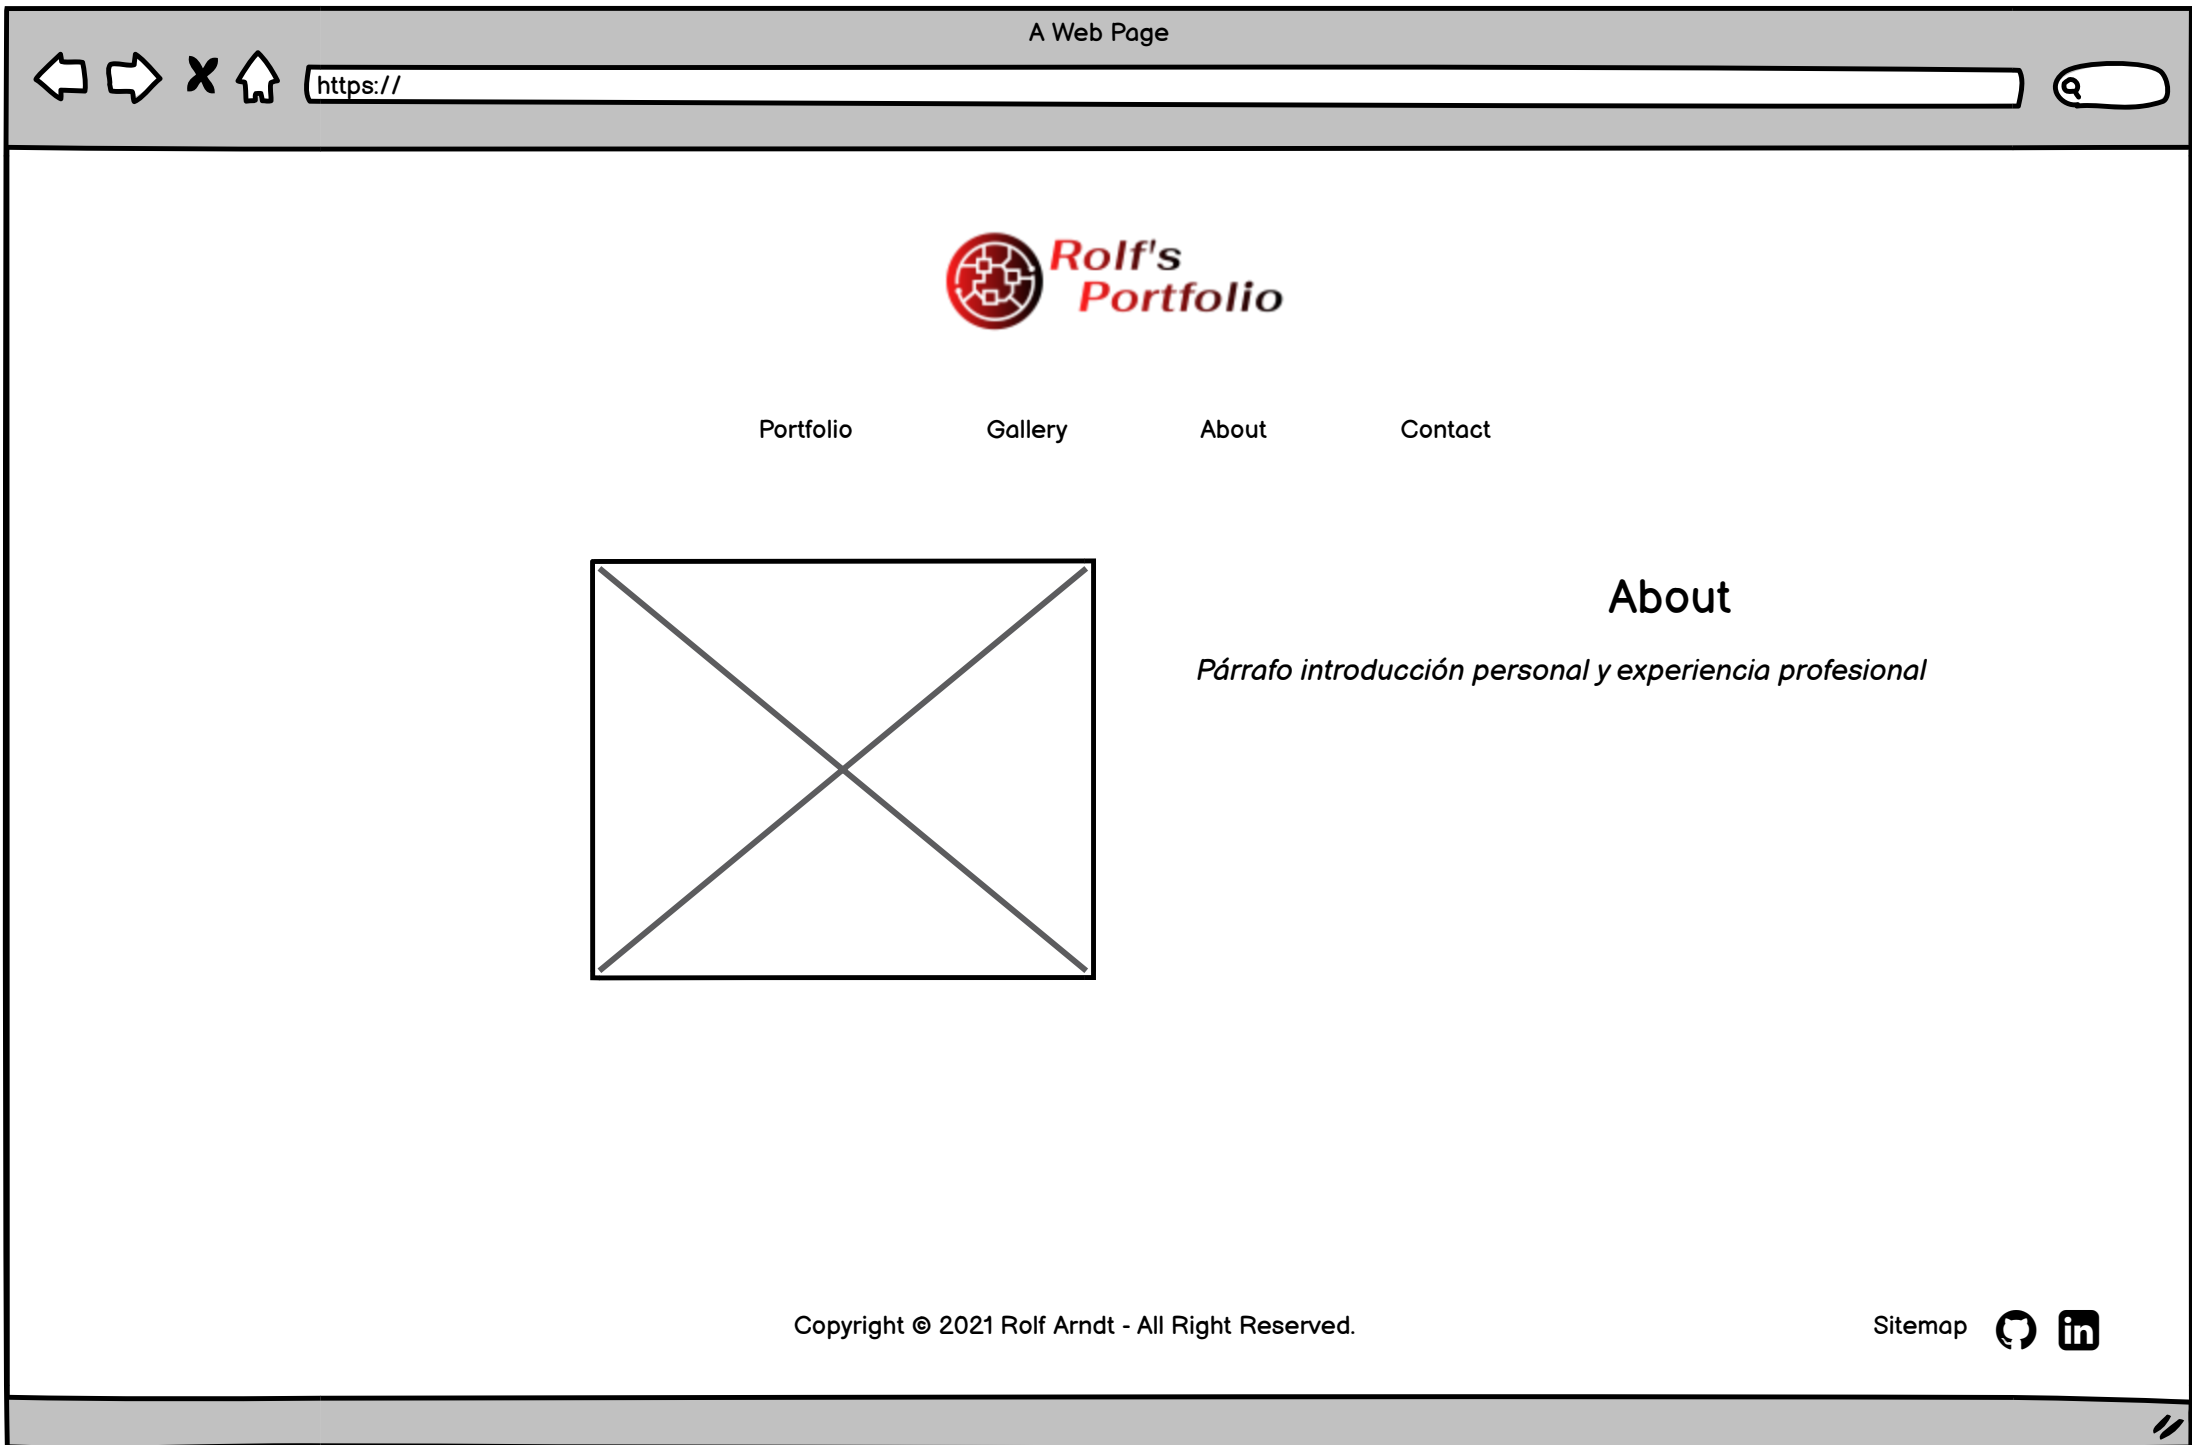 A Web Page
https://
Rolf's
Portfolio
Portfolio Gallery About Contact
About
Párrafo introducción personal y experiencia profesional
Copyright © 2021 Rolf Arndt - All Right Reserved.
Sitemap
in